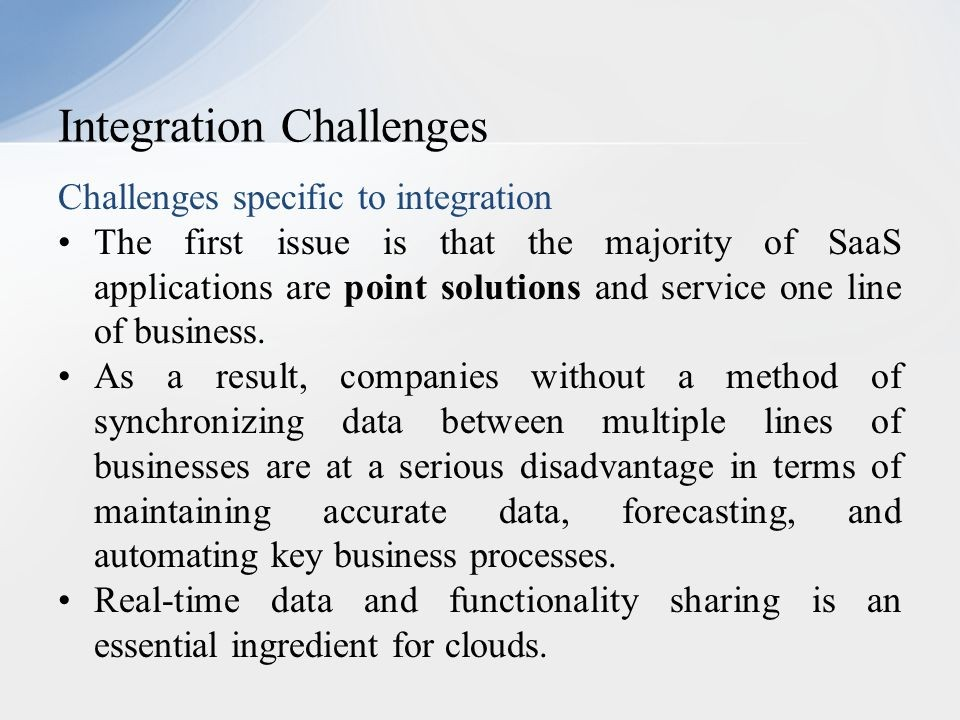 Integration Challenges
Challenges specific to integration
• The first issue is that the majority of SaaS
applications are point solutions and service one line
of business.
• As a result, companies without a method of
synchronizing data between multiple lines of
businesses are at a serious disadvantage in terms of
maintaining accurate data, forecasting, and
automating key business processes.
• Real-time data and functionality sharing is an
essential ingredient for clouds.